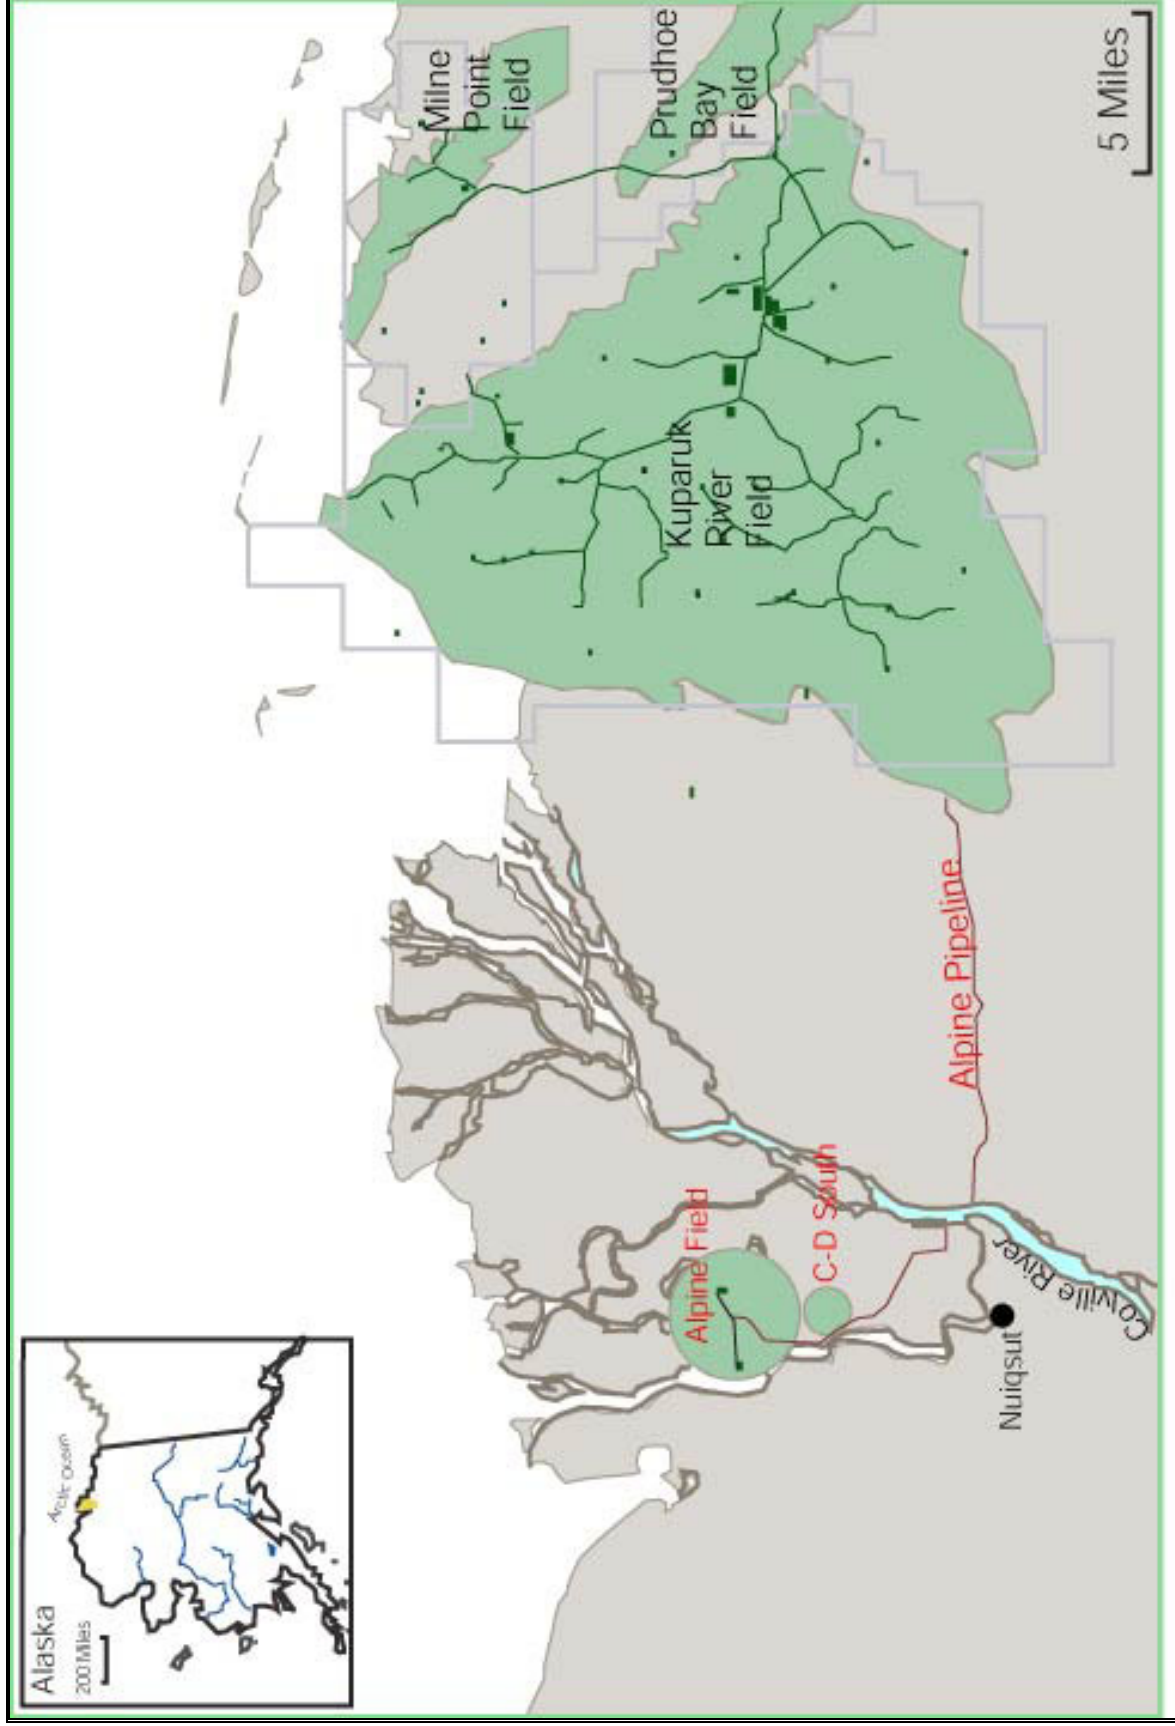 Alaska
200 Miles
Arctic Ocean
Milne
Point
Field
Prudhoe
Bay
Field
Kuparuk
River
Field
Alpine Field
C-D South
Alpine Pipeline
Colville River
Nuiqsut
5 Miles